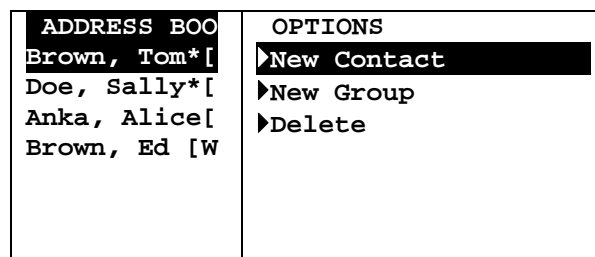 ADDRESS BOO
Brown, Tom*[
Doe, Sally*[
Anka, Alice[
Brown, Ed [W
OPTIONS
New Contact
New Group
Delete